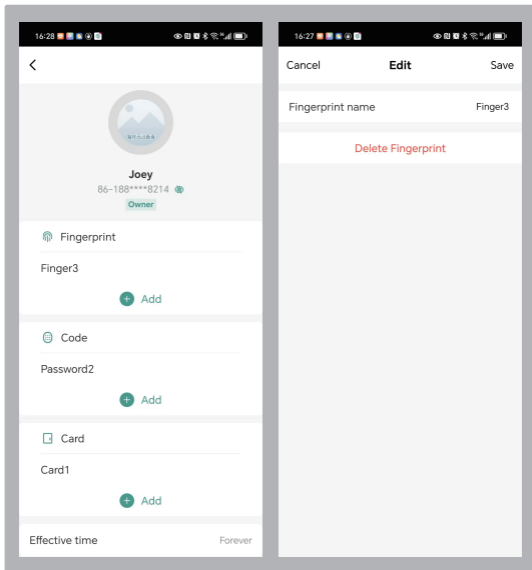 16:28
Joey
86-188****8214
Owner
Fingerprint
Finger3
Add
Code
Password2
Add
Card
Card1
Add
Effective time Forever
16:27
Cancel Edit Save
Fingerprint name Finger3
Delete Fingerprint